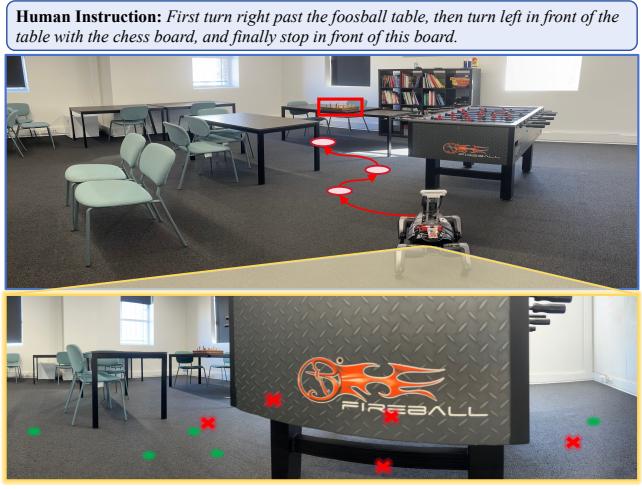 Human Instruction: First turn right past the foosball table, then turn left in front of the
table with the chess board, and finally stop in front of this board.
FIREBALL
FIREBALL